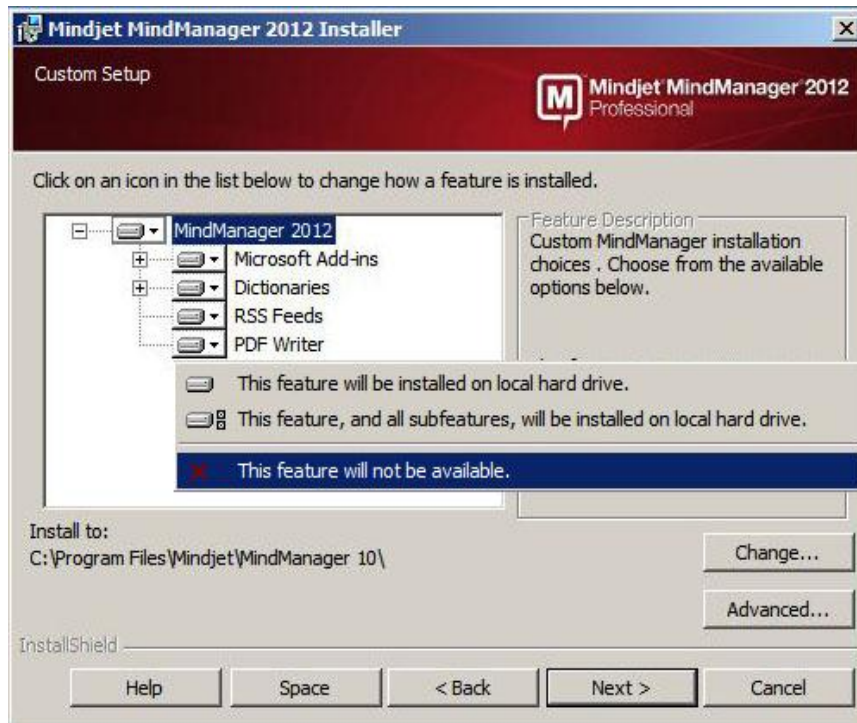 Mindjet MindManager 2012 Installer
Custom Setup
Mindjet MindManager 2012
Professional
Click on an icon in the list below to change how a feature is installed.
MindManager 2012
Microsoft Add-ins
Dictionaries
RSS Feeds
PDF Writer
Feature Description
Custom MindManager installation
choices . Choose from the available
options below.
This feature will be installed on local hard drive.
This feature, and all subfeatures, will be installed on local hard drive.
This feature will not be available.
Install to:
C:\Program Files\Mindjet\MindManager 10\
Change...
Advanced...
InstallShield
Help
Space
< Back
Next >
Cancel